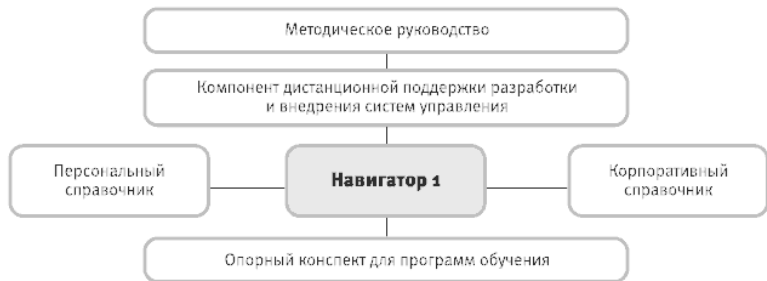 Методическое руководство
Компонент дистанционной поддержки разработки
и внедрения систем управления
Персональный
справочник
Навигатор 1
Корпоративный
справочник
Опорный конспект для программ обучения